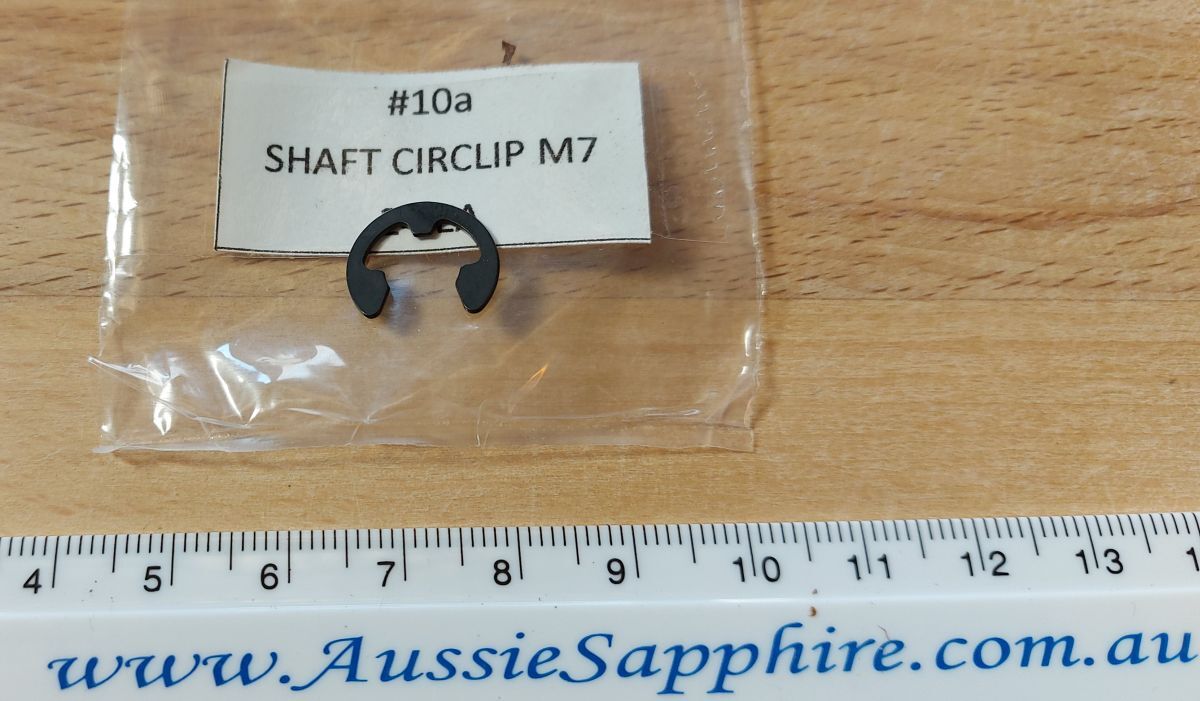 #10a
SHAFT CIRCLIP M7
4 5 6 7 8 9 10 11 12 13
www.AussieSapphire.com.au